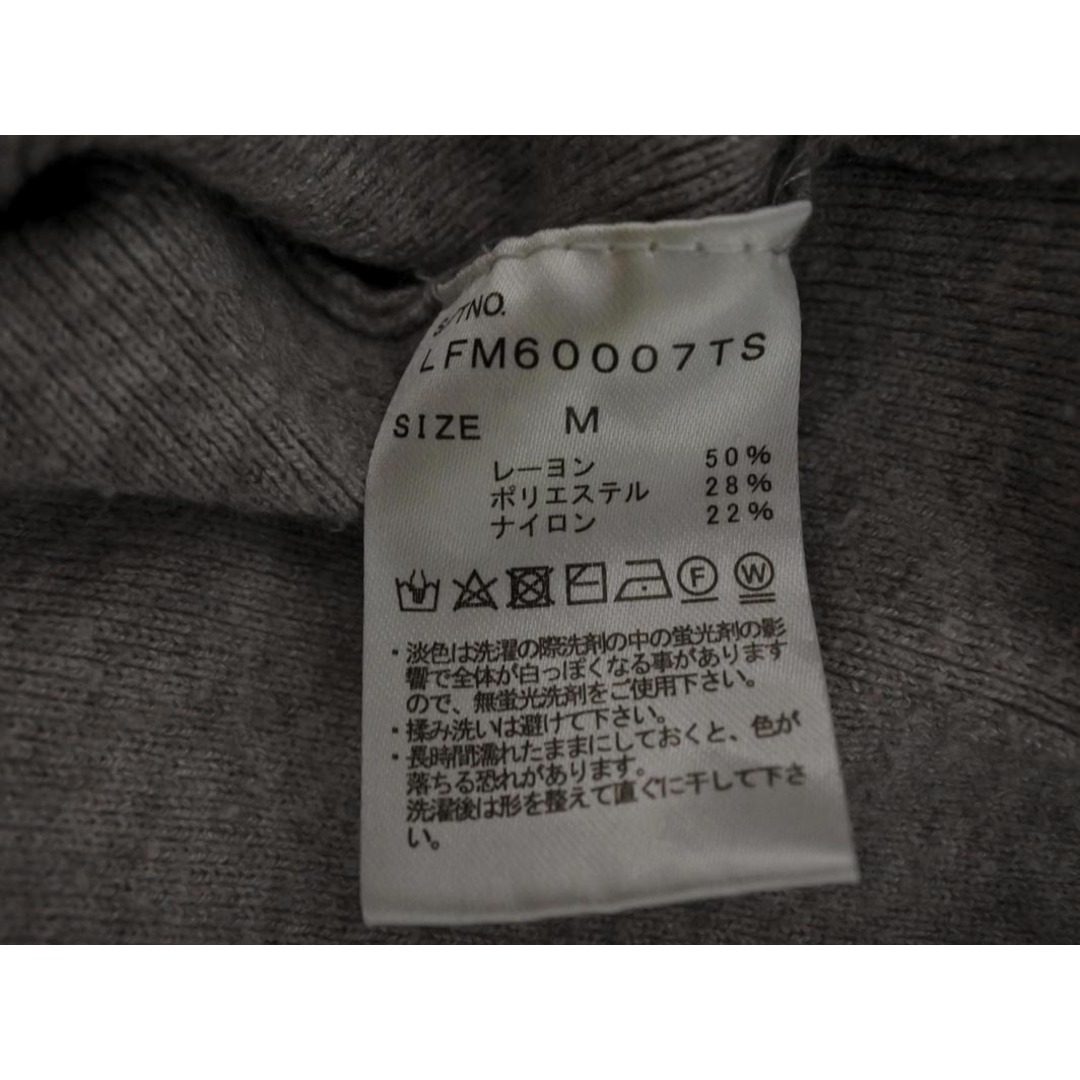 S/TNO.
LFM60007TS
SIZE M
レーヨン 50%
ポリエステル 28%
ナイロン 22%
F W
・淡色は洗濯の際洗剤の中の蛍光剤の影
響で全体が白っぽくなる事があります
ので、無蛍光洗剤をご使用下さい。
・揉み洗いは避けて下さい。
・長時間濡れたままにしておくと、色が
落ちる恐れがあります。
洗濯後は形を整えて直ぐに干して下さ
い。